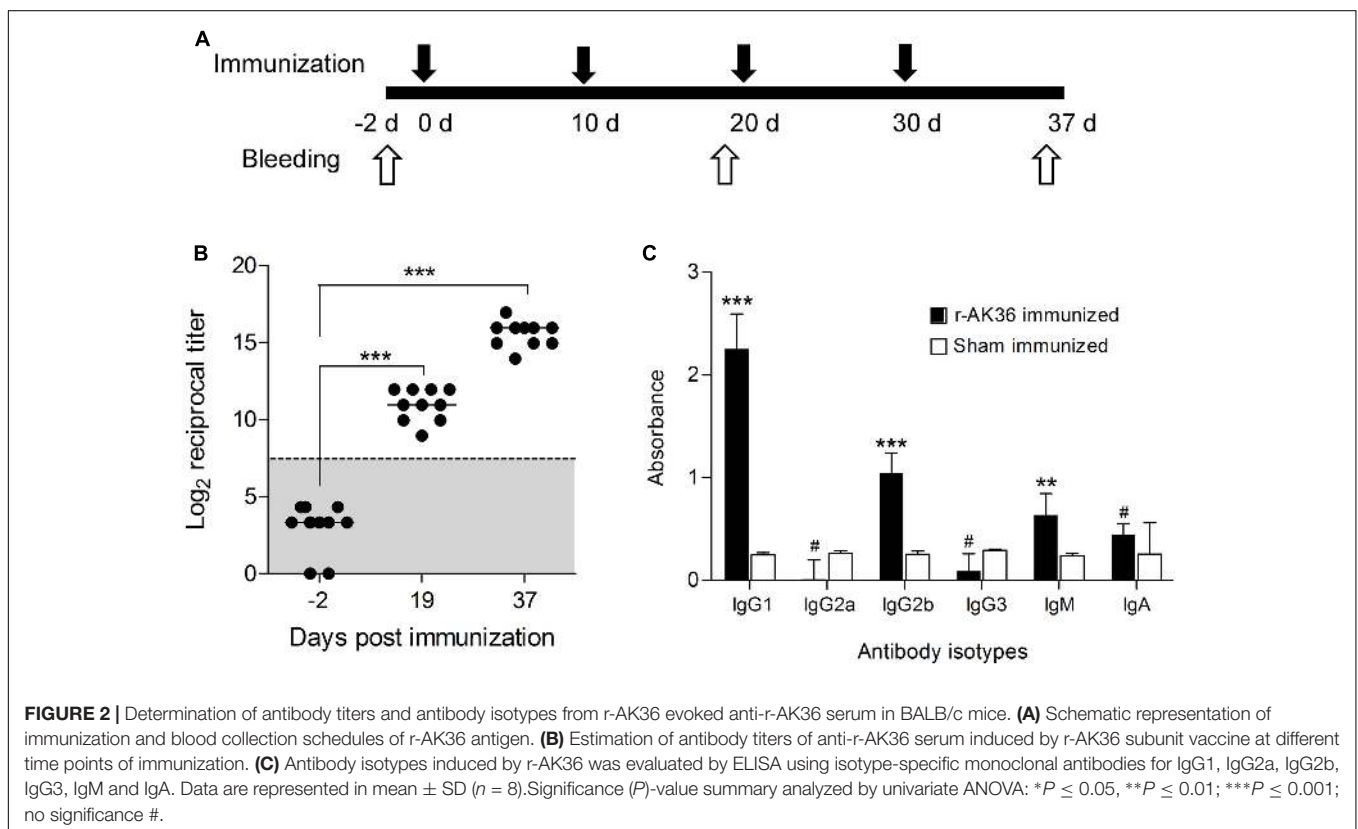 A
Immunization
-2 d 0 d 10 d 20 d 30 d 37 d
Bleeding
B
20
15
10
5
0
Log2 reciprocal titer
***
***
-2 19 37
Days post immunization
C
3
2
1
0
Absorbance
***
#
***
#
**
#
r-AK36 immunized
Sham immunized
IgG1 IgG2a IgG2b IgG3 IgM IgA
Antibody isotypes
FIGURE 2 | Determination of antibody titers and antibody isotypes from r-AK36 evoked anti-r-AK36 serum in BALB/c mice. (A) Schematic representation of
immunization and blood collection schedules of r-AK36 antigen. (B) Estimation of antibody titers of anti-r-AK36 serum induced by r-AK36 subunit vaccine at different
time points of immunization. (C) Antibody isotypes induced by r-AK36 was evaluated by ELISA using isotype-specific monoclonal antibodies for IgG1, IgG2a, IgG2b,
IgG3, IgM and IgA. Data are represented in mean ± SD (n = 8).Significance (P)-value summary analyzed by univariate ANOVA: *P ≤ 0.05, **P ≤ 0.01; ***P ≤ 0.001;
no significance #.